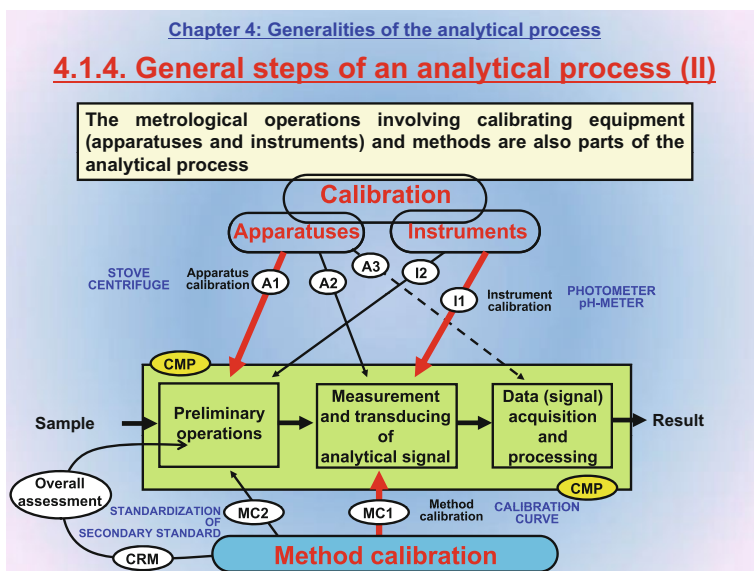 Chapter 4: Generalities of the analytical process
4.1.4. General steps of an analytical process (II)
The metrological operations involving calibrating equipment
(apparatuses and instruments) and methods are also parts of the
analytical process
Calibration
Apparatuses
Instruments
STOVE
CENTRIFUGE
Apparatus
calibration
A1
A2
A3
I2
I1
Instrument
calibration
PHOTOMETER
pH-METER
CMP
Sample
Preliminary
operations
Measurement
and transducing
of
analytical signal
Data (signal)
acquisition
and
processing
Result
CMP
Overall
assessment
STANDARDIZATION
OF
SECONDARY STANDARD
MC2
MC1
Method
calibration
CALIBRATION
CURVE
CRM
Method calibration